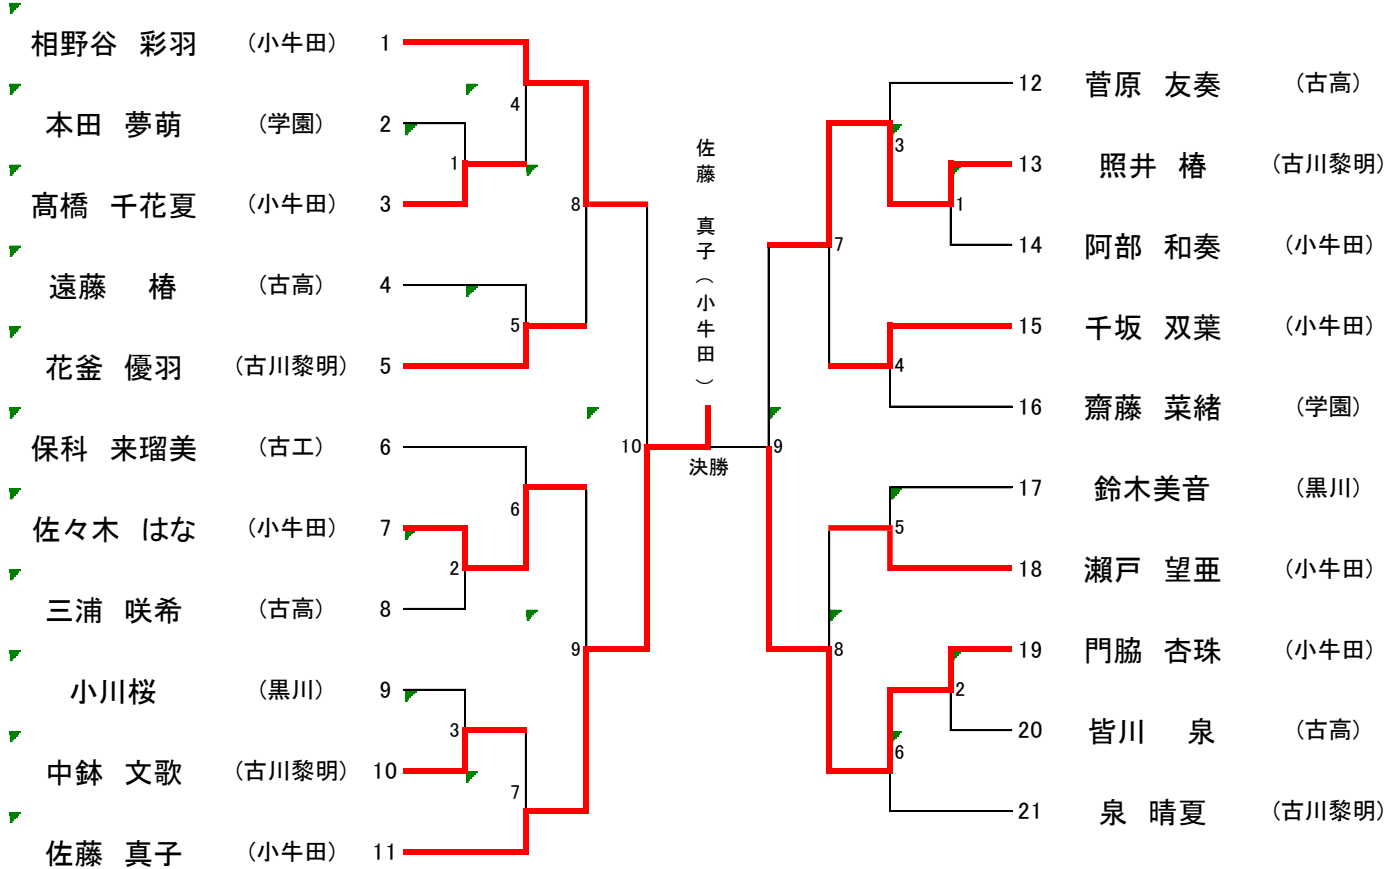 相野谷 彩羽 (小牛田) 1
本田 夢萌 (学園) 2
髙橋 千花夏 (小牛田) 3
遠藤 椿 (古高) 4
花釜 優羽 (古川黎明) 5
保科 来瑠美 (古工) 6
佐々木 はな (小牛田) 7
三浦 咲希 (古高) 8
小川桜 (黒川) 9
中鉢 文歌 (古川黎明) 10
佐藤 真子 (小牛田) 11
4
1
8
5
6
2
9
3
7
10
佐藤 真子(小牛田)
決勝
3
1
7
4
9
5
8
2
6
12 菅原 友奏 (古高)
13 照井 椿 (古川黎明)
14 阿部 和奏 (小牛田)
15 千坂 双葉 (小牛田)
16 齋藤 菜緒 (学園)
17 鈴木美音 (黒川)
18 瀬戸 望亜 (小牛田)
19 門脇 杏珠 (小牛田)
20 皆川 泉 (古高)
21 泉 晴夏 (古川黎明)